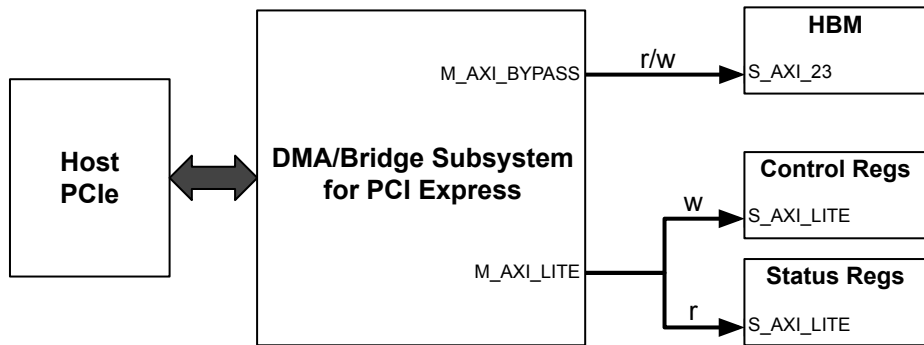 Host
PCIe
M_AXI_BYPASS
DMA/Bridge Subsystem
for PCI Express
M_AXI_LITE
r/w
w
r
HBM
S_AXI_23
Control Regs
S_AXI_LITE
Status Regs
S_AXI_LITE